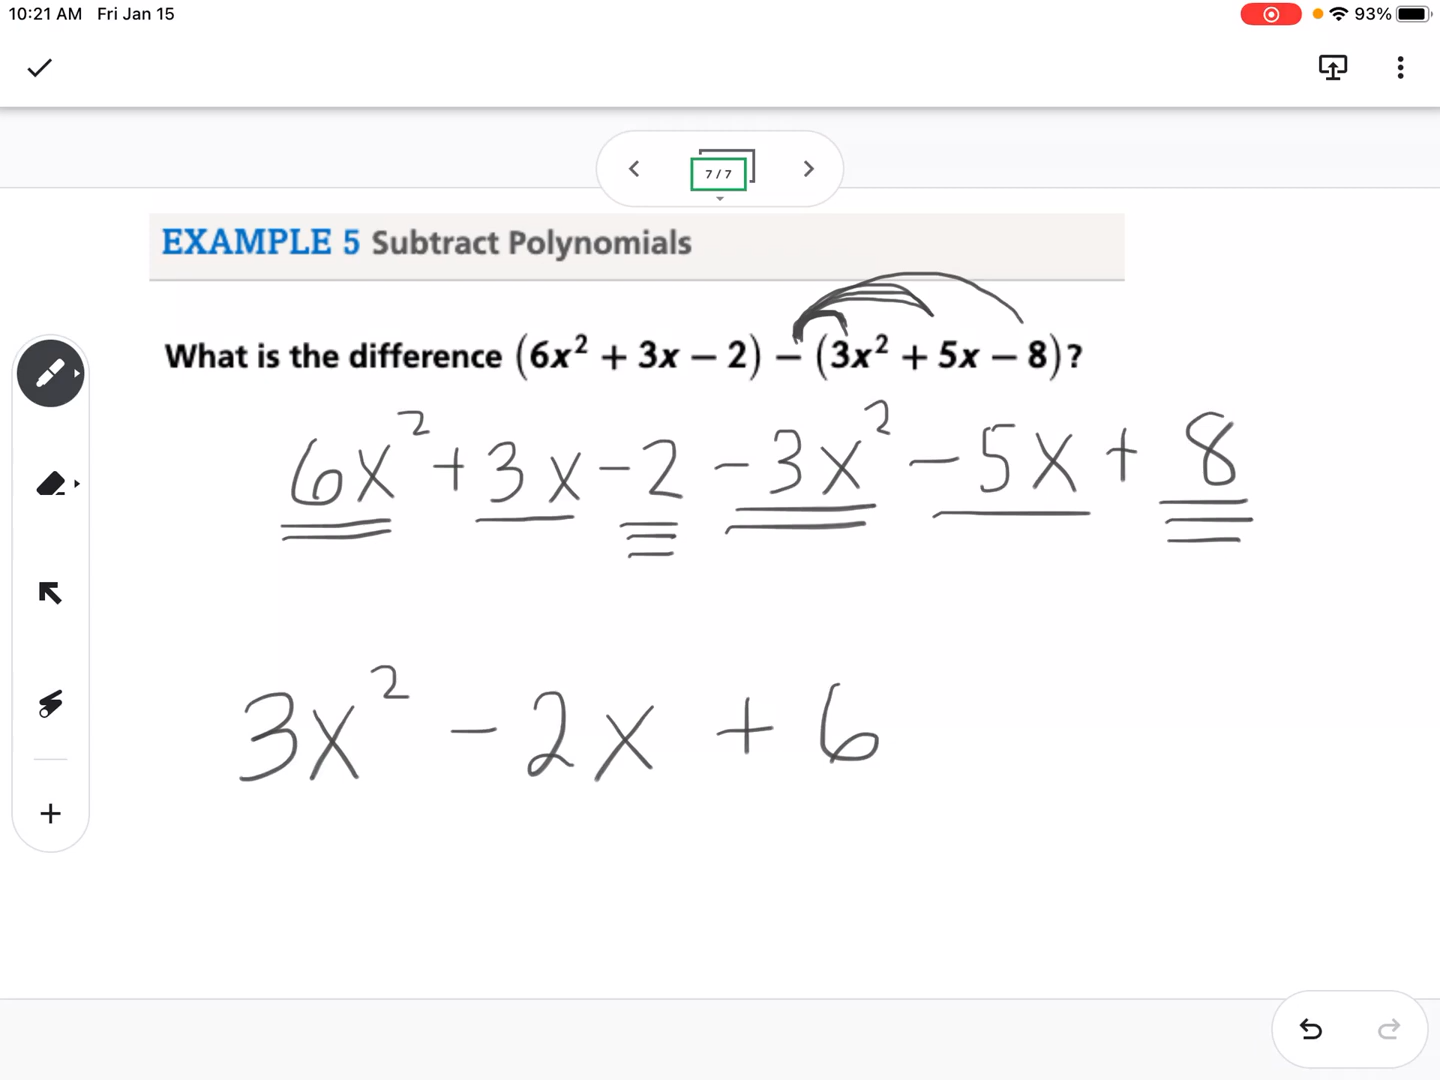 10:21 AM Fri Jan 15 93%
7 / 7
EXAMPLE 5 Subtract Polynomials
What is the difference (6x² + 3x − 2) − (3x² + 5x − 8)?
6x² + 3x − 2 − 3x² − 5x + 8
3x² − 2x + 6